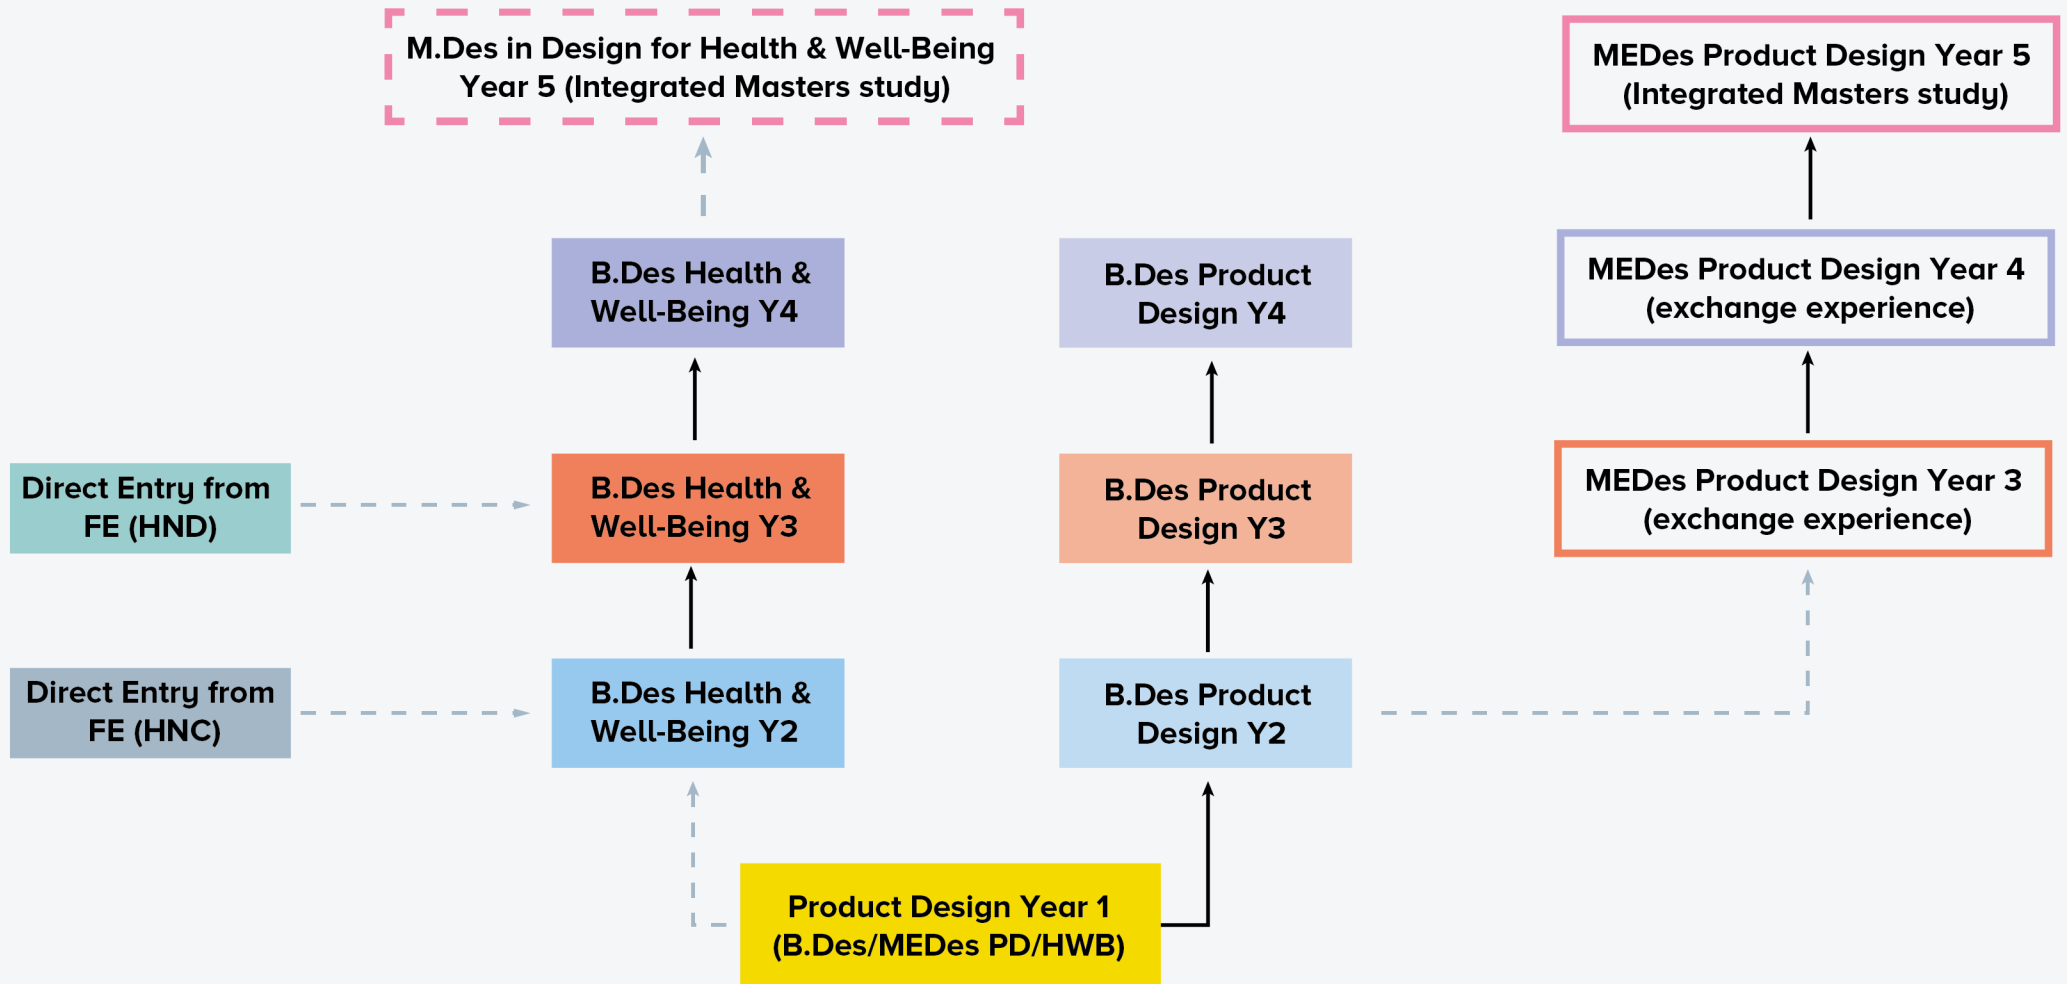 M.Des in Design for Health & Well-Being
Year 5 (Integrated Masters study)
MEDes Product Design Year 5
(Integrated Masters study)
B.Des Health &
Well-Being Y4
B.Des Product
Design Y4
MEDes Product Design Year 4
(exchange experience)
Direct Entry from
FE (HND)
B.Des Health &
Well-Being Y3
B.Des Product
Design Y3
MEDes Product Design Year 3
(exchange experience)
Direct Entry from
FE (HNC)
B.Des Health &
Well-Being Y2
B.Des Product
Design Y2
Product Design Year 1
(B.Des/MEDes PD/HWB)